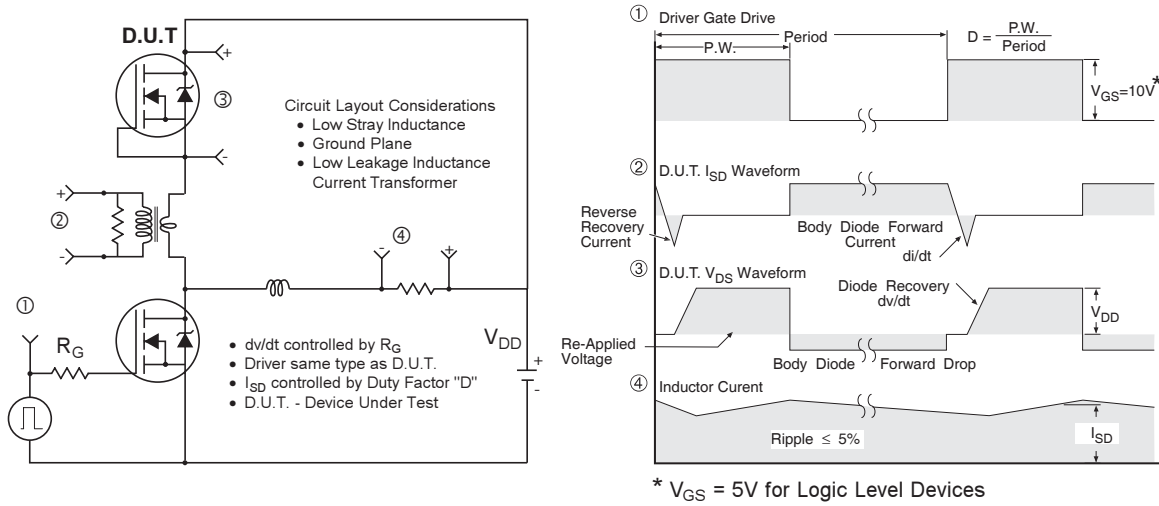 D.U.T
+
③
-
Circuit Layout Considerations
• Low Stray Inductance
• Ground Plane
• Low Leakage Inductance
Current Transformer
+
②
-
-
④
+
①
R_G
• dv/dt controlled by R_G
• Driver same type as D.U.T.
• I_SD controlled by Duty Factor "D"
• D.U.T. - Device Under Test
V_DD
+
-
① Driver Gate Drive
P.W.
Period
D = P.W. / Period
V_GS=10V*
② D.U.T. I_SD Waveform
Reverse
Recovery
Current
Body Diode Forward
Current
di/dt
③ D.U.T. V_DS Waveform
Diode Recovery
dv/dt
V_DD
Re-Applied
Voltage
Body Diode Forward Drop
④ Inductor Curent
Ripple ≤ 5%
I_SD
* V_GS = 5V for Logic Level Devices